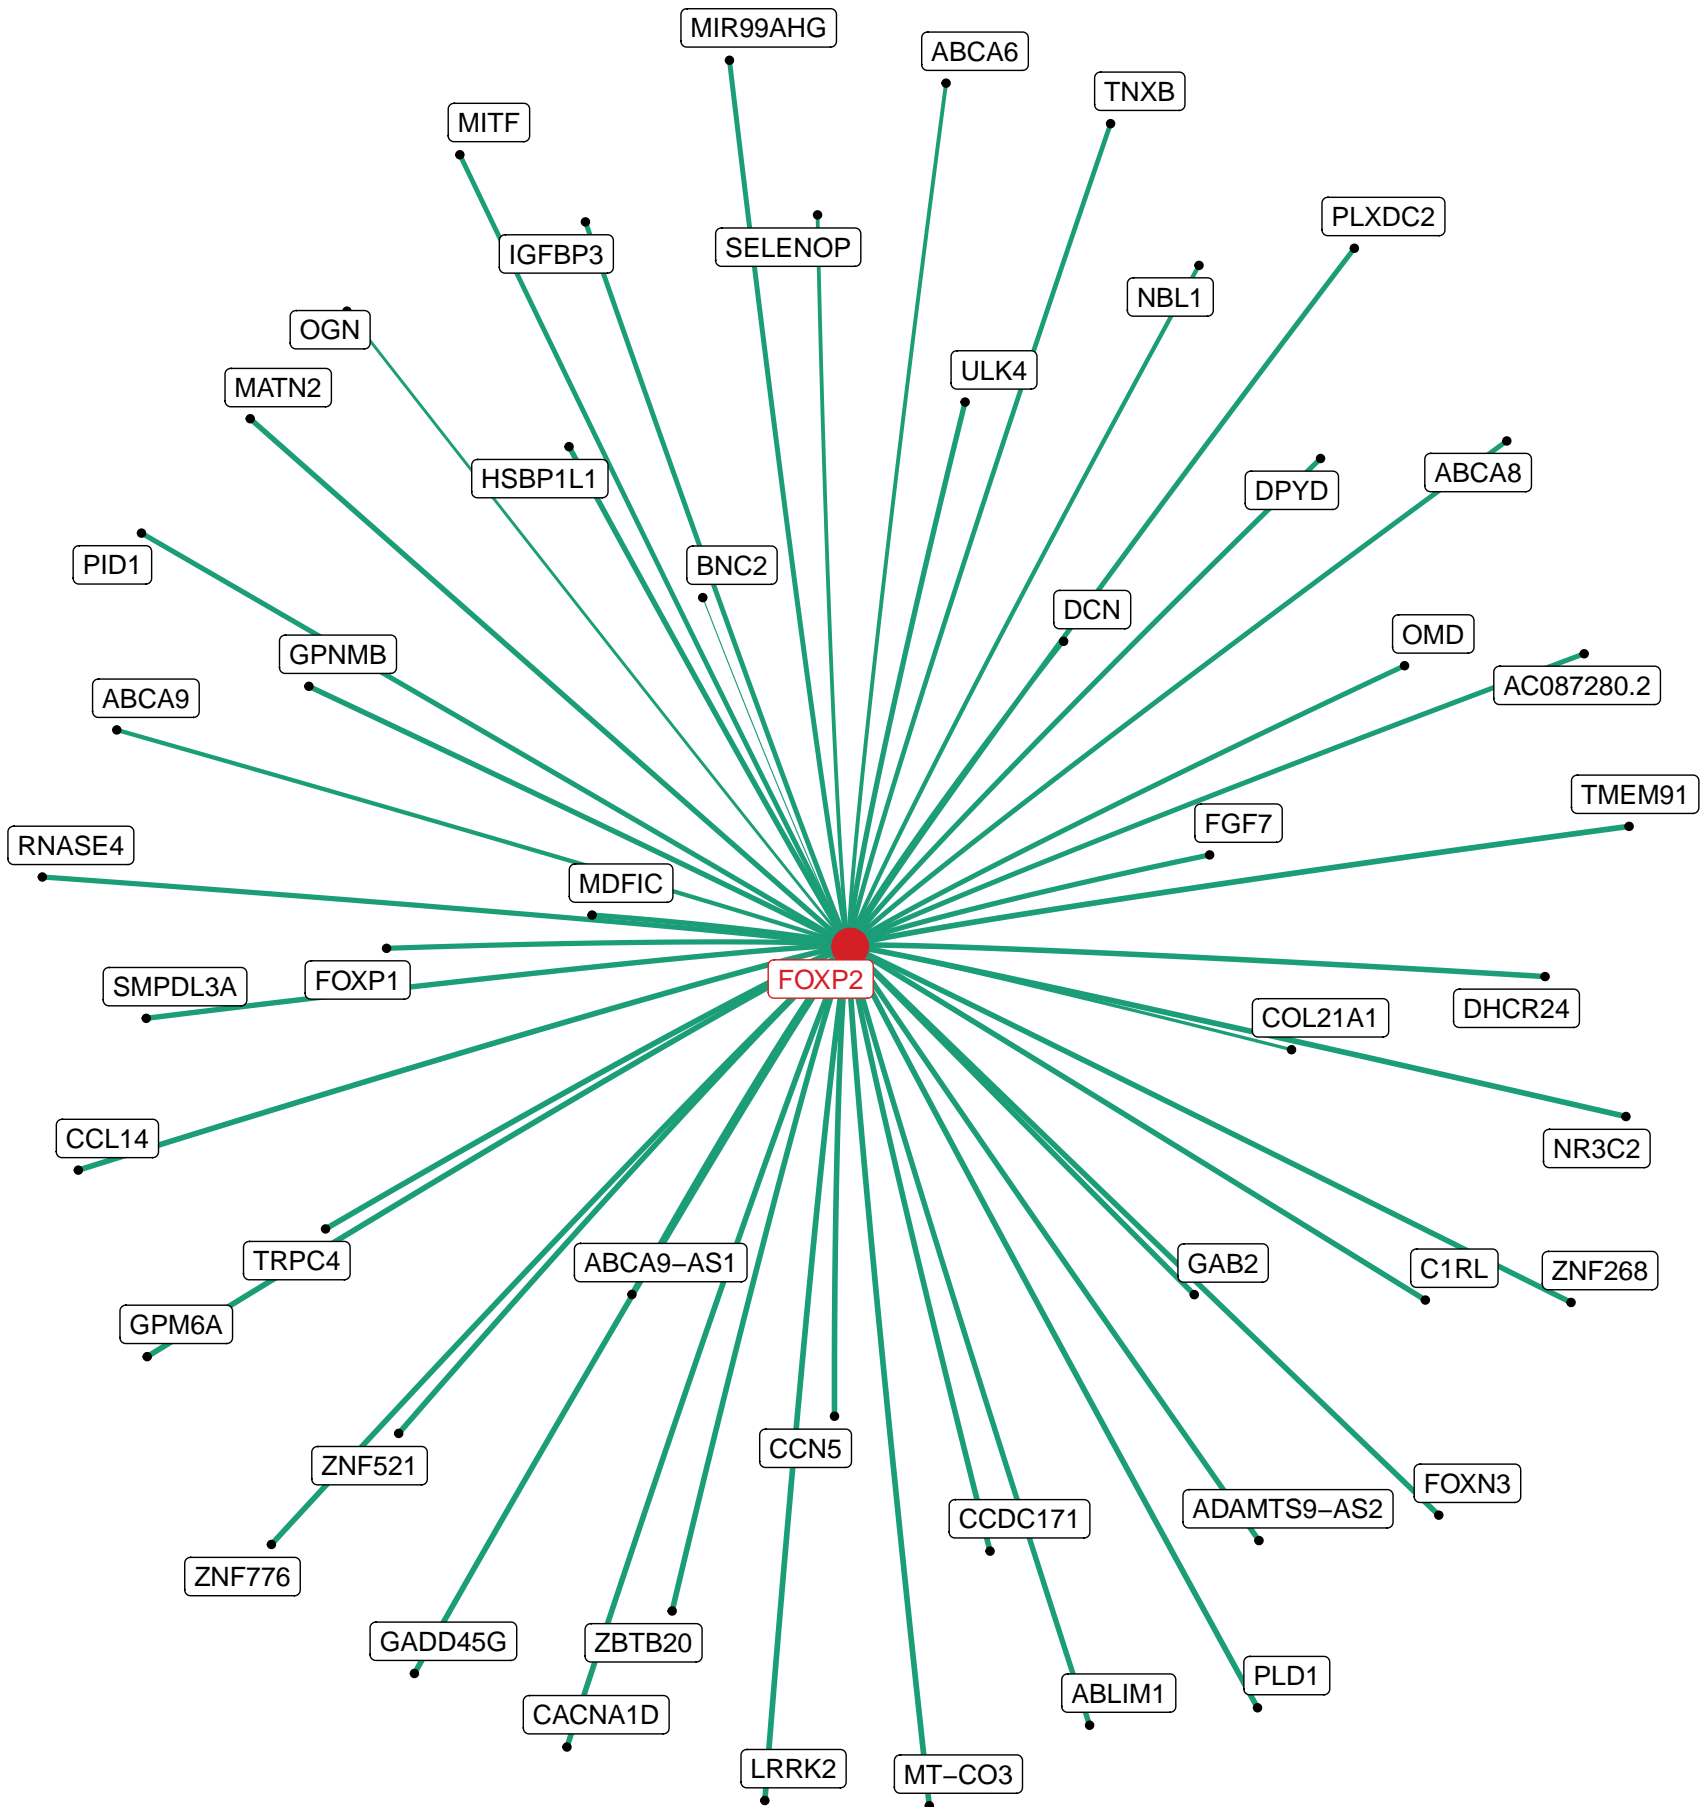 MIR99AHG
ABCA6
TNXB
MITF
PLXDC2
IGFBP3
SELENOP
NBL1
OGN
ULK4
MATN2
ABCA8
HSBP1L1
DPYD
PID1
BNC2
DCN
OMD
GPNMB
AC087280.2
ABCA9
TMEM91
FGF7
RNASE4
MDFIC
FOXP2
FOXP1
SMPDL3A
DHCR24
COL21A1
CCL14
NR3C2
TRPC4
ABCA9−AS1
GAB2
C1RL
ZNF268
GPM6A
CCN5
ZNF521
FOXN3
ADAMTS9−AS2
CCDC171
ZNF776
GADD45G
ZBTB20
PLD1
ABLIM1
CACNA1D
LRRK2
MT−CO3